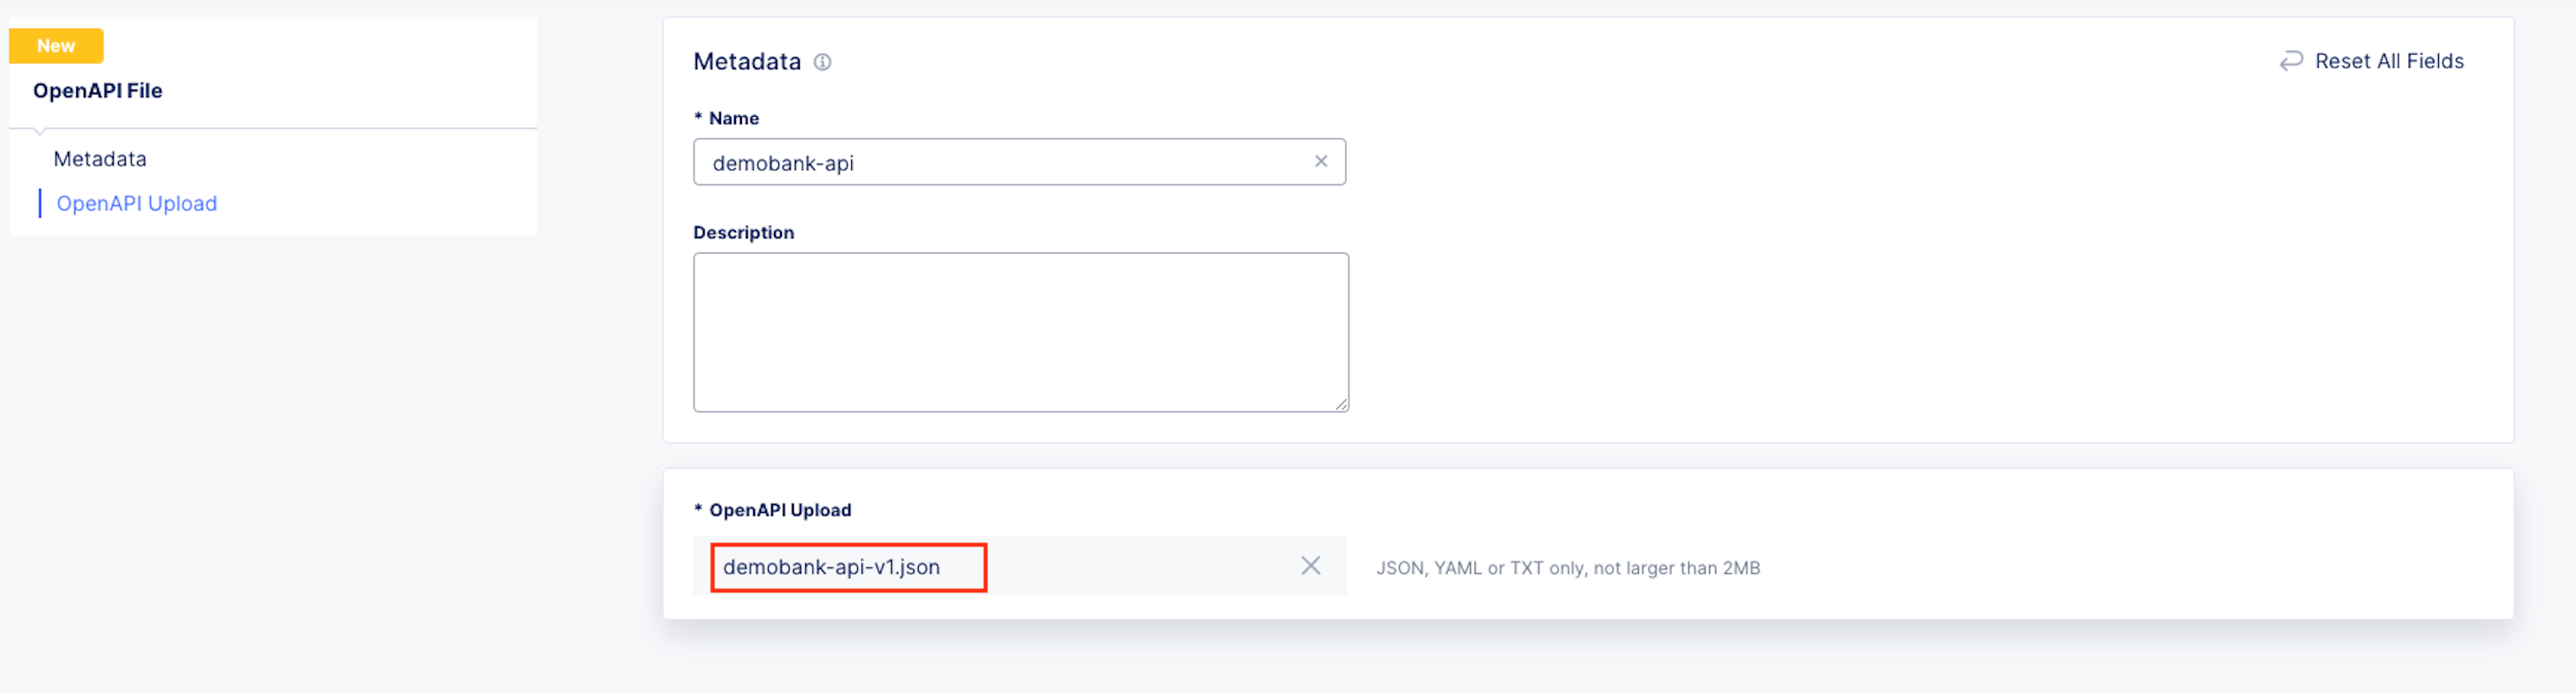 New
OpenAPI File
Metadata
OpenAPI Upload
Metadata
Reset All Fields
* Name
demobank-api
Description
* OpenAPI Upload
demobank-api-v1.json
JSON, YAML or TXT only, not larger than 2MB